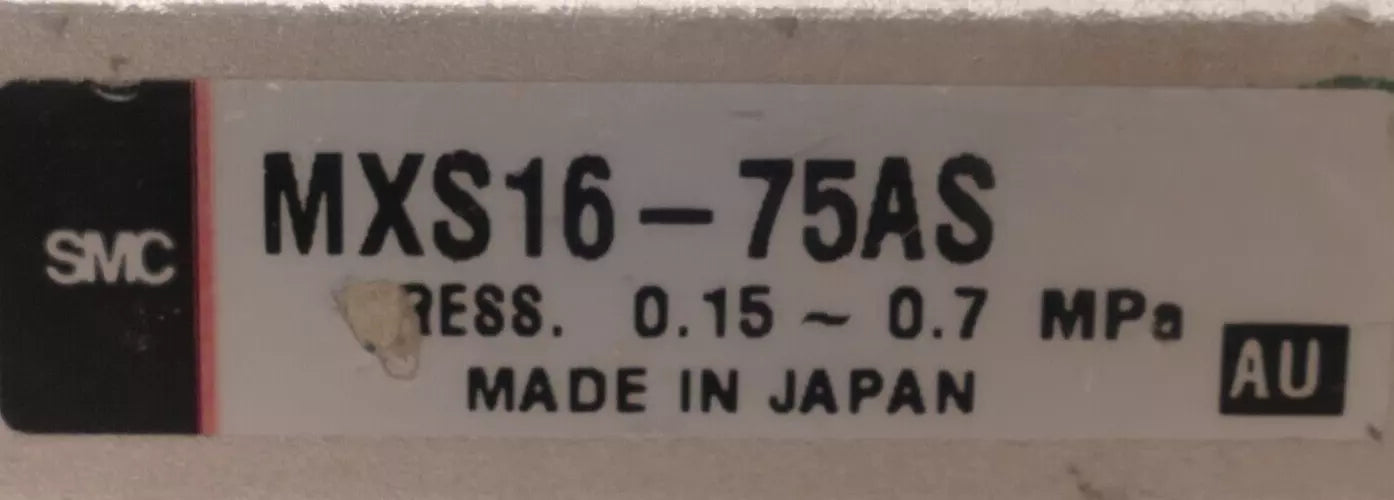 SMC
MXS16-75AS
RESS. 0.15 ~ 0.7 MPa
MADE IN JAPAN
AU